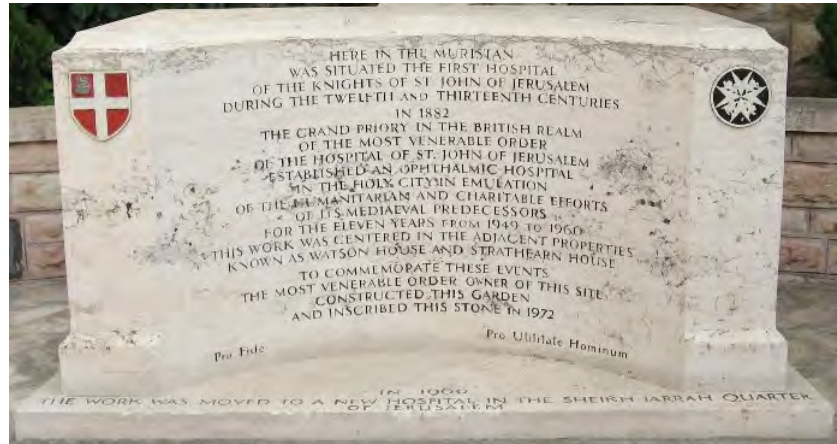 HERE IN THE MURISTAN
WAS SITUATED THE FIRST HOSPITAL
OF THE KNIGHTS OF ST JOHN OF JERUSALEM
DURING THE TWELFTH AND THIRTEENTH CENTURIES
IN 1882
THE GRAND PRIORY IN THE BRITISH REALM
OF THE MOST VENERABLE ORDER
OF THE HOSPITAL OF ST. JOHN OF JERUSALEM
ESTABLISHED AN OPHTHALMIC HOSPITAL
IN THE HOLY CITY IN EMULATION
OF THE HUMANITARIAN AND CHARITABLE EFFORTS
OF ITS MEDIAEVAL PREDECESSORS
FOR THE ELEVEN YEARS FROM 1949 TO 1960
THIS WORK WAS CENTERED IN THE ADJACENT PROPERTIES
KNOWN AS WATSON HOUSE AND STRATHEARN HOUSE
TO COMMEMORATE THESE EVENTS
THE MOST VENERABLE ORDER OWNER OF THIS SITE
CONSTRUCTED THIS GARDEN
AND INSCRIBED THIS STONE IN 1972
Pro Fide
Pro Utilitate Hominum
IN 1960
THE WORK WAS MOVED TO A NEW HOSPITAL IN THE SHEIKH JARRAH QUARTER
OF JERUSALEM